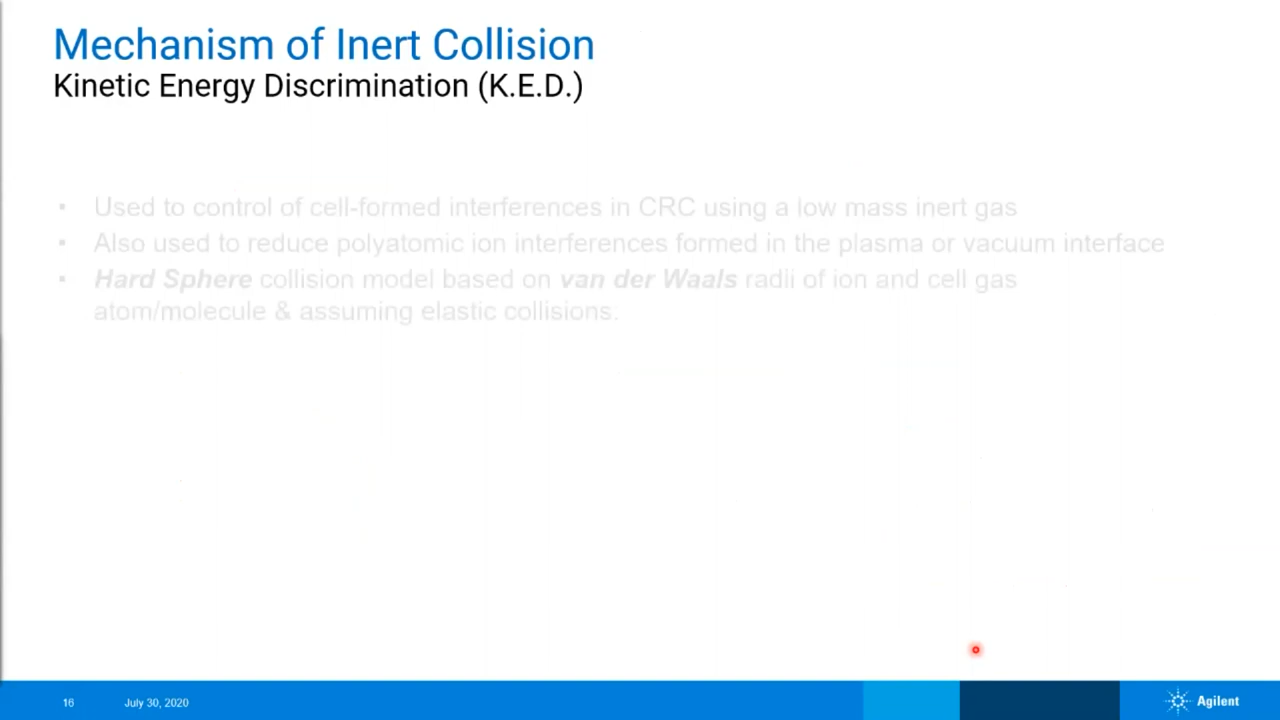 Mechanism of Inert Collision
Kinetic Energy Discrimination (K.E.D.)
• Used to control of cell-formed interferences in CRC using a low mass inert gas
• Also used to reduce polyatomic ion interferences formed in the plasma or vacuum interface
• Hard Sphere collision model based on van der Waals radii of ion and cell gas
atom/molecule & assuming elastic collisions.
16 July 30, 2020 Agilent